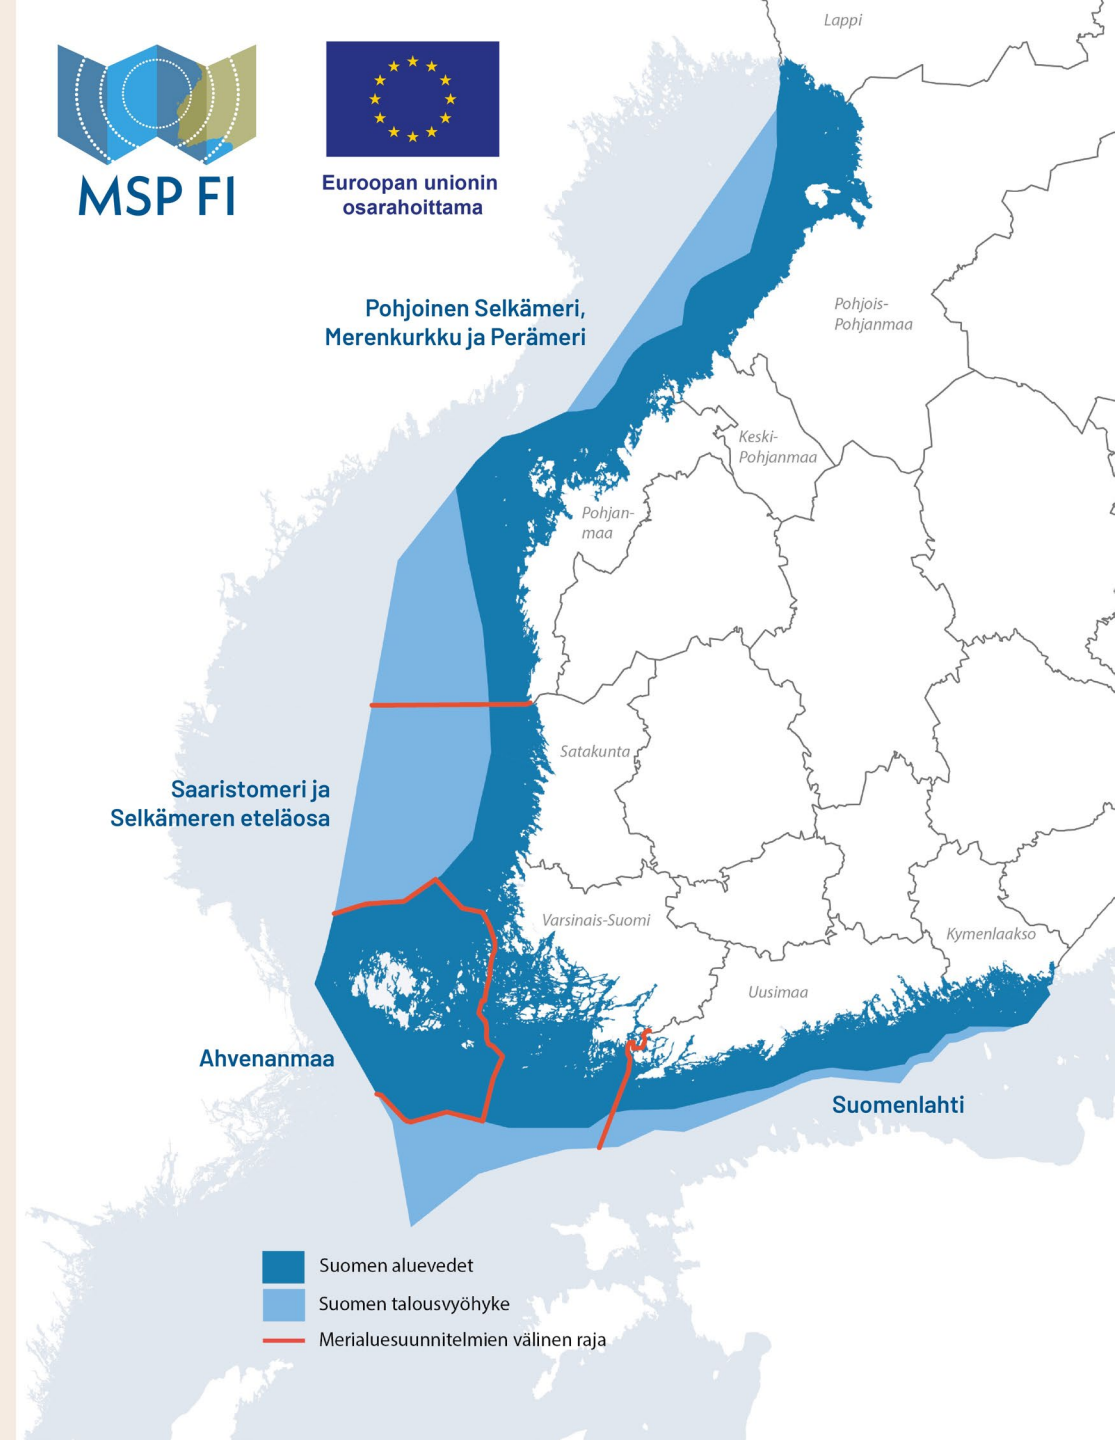 Lappi
MSP FI
Euroopan unionin
osarahoittama
Pohjoinen Selkämeri,
Merenkurkku ja Perämeri
Pohjois-
Pohjanmaa
Keski-
Pohjanmaa
Pohjan-
maa
Satakunta
Saaristomeri ja
Selkämeren eteläosa
Varsinais-Suomi
Kymenlaakso
Uusimaa
Ahvenanmaa
Suomenlahti
Suomen aluevedet
Suomen talousvyöhyke
Merialuesuunnitelmien välinen raja